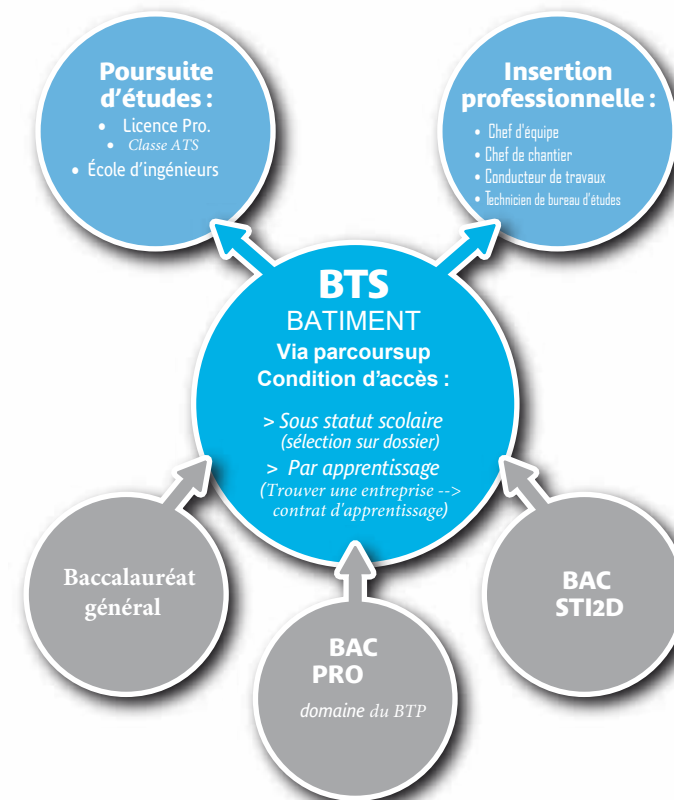 Poursuite
d'études :
• Licence Pro.
• Classe ATS
• École d'ingénieurs
Insertion
professionnelle :
• Chef d'équipe
• Chef de chantier
• Conducteur de travaux
• Technicien de bureau d'études
BTS
BATIMENT
Via parcoursup
Condition d'accès :
> Sous statut scolaire
(sélection sur dossier)
> Par apprentissage
(Trouver une entreprise -->
contrat d'apprentissage)
Baccalauréat
général
BAC
PRO
domaine du BTP
BAC
STI2D